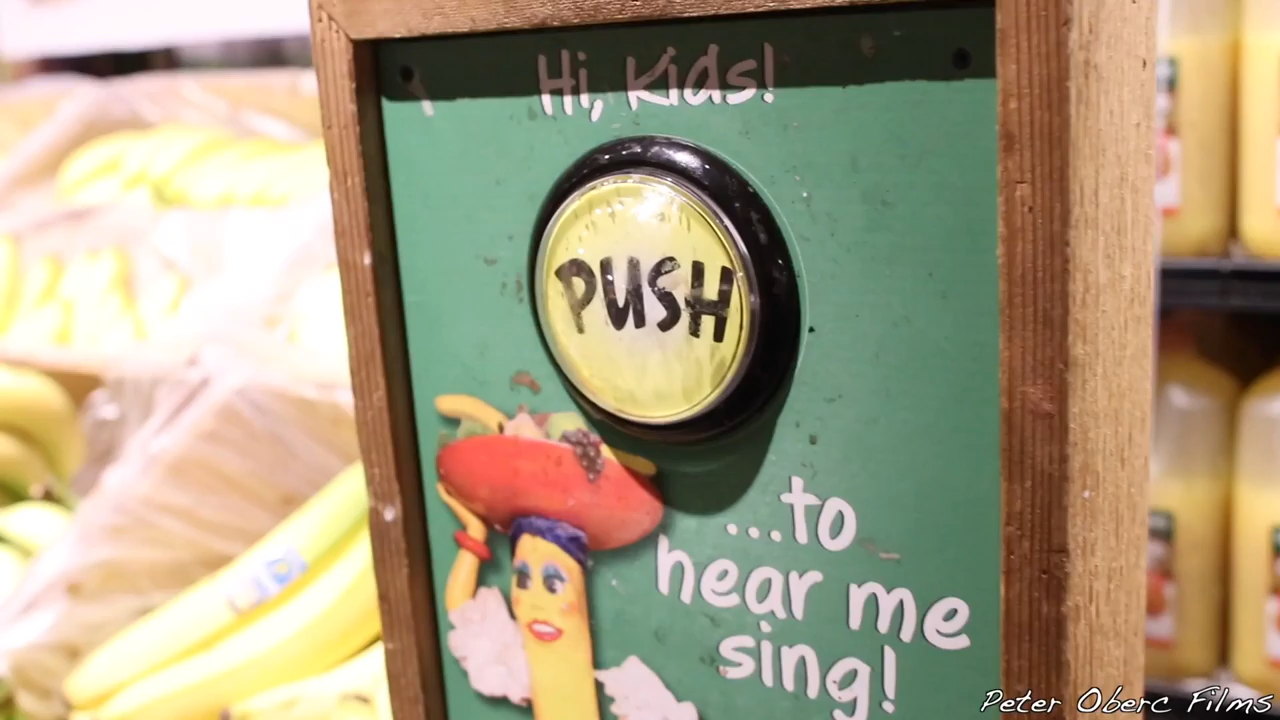 Hi, Kids!
PUSH
...to
hear me
sing!
Peter Oberc Films